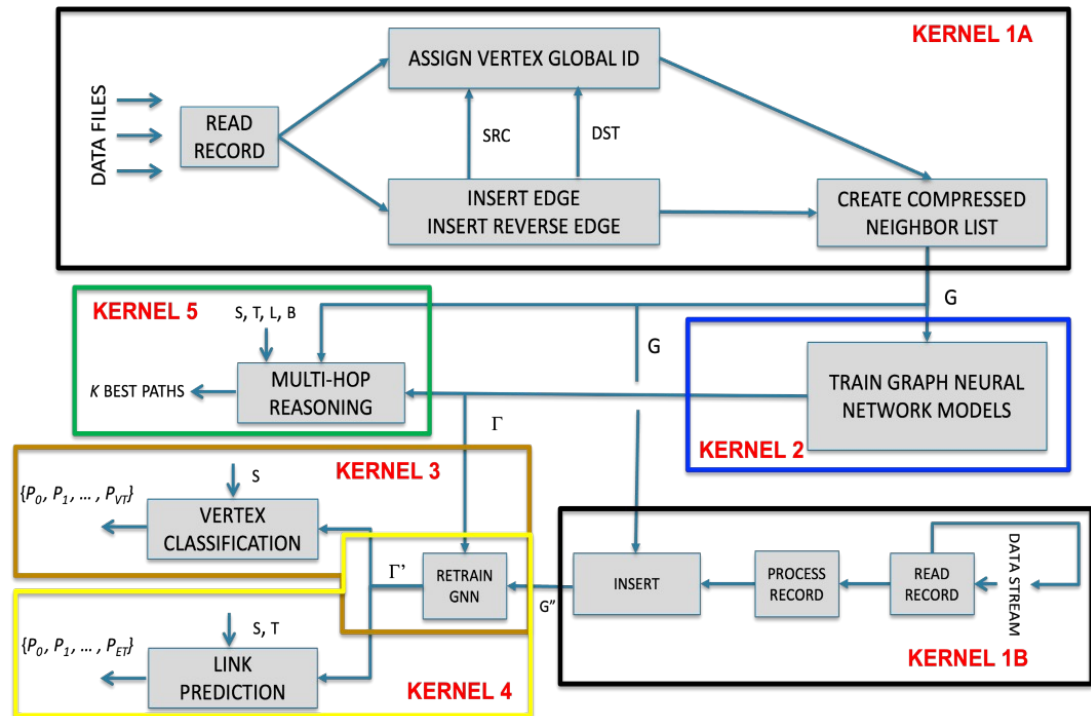 KERNEL 1A
ASSIGN VERTEX GLOBAL ID
DATA FILES
READ
RECORD
SRC
DST
INSERT EDGE
INSERT REVERSE EDGE
CREATE COMPRESSED
NEIGHBOR LIST
KERNEL 5
S, T, L, B
G
G
MULTI-HOP
REASONING
K BEST PATHS
TRAIN GRAPH NEURAL
NETWORK MODELS
Γ
KERNEL 2
KERNEL 3
S
{P0, P1, ... , PVT}
VERTEX
CLASSIFICATION
Γ'
RETRAIN
GNN
G”
INSERT
PROCESS
RECORD
READ
RECORD
DATA STREAM
S, T
{P0, P1, ... , PET}
LINK
PREDICTION
KERNEL 4
KERNEL 1B